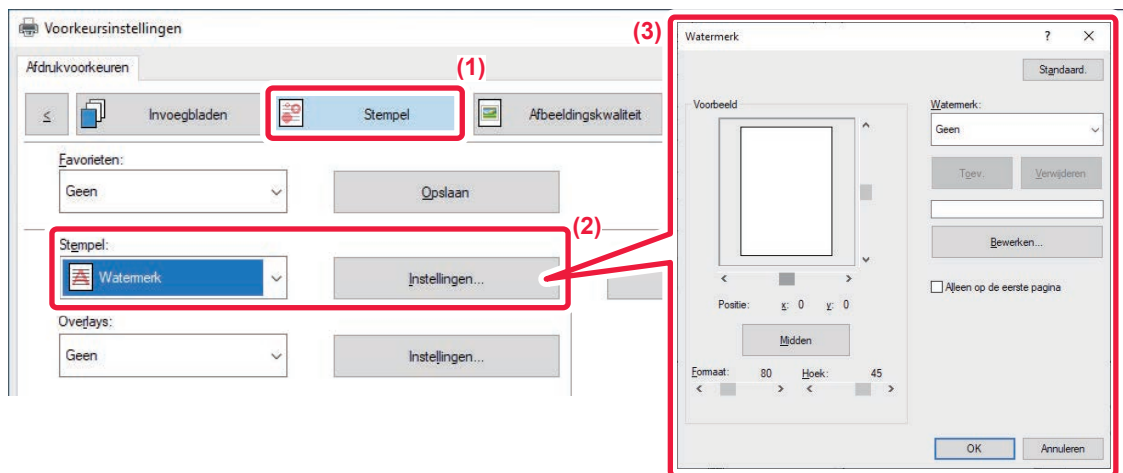 Voorkeursinstellingen
Afdrukvoorkeuren
(1)
<
Invoegbladen
Stempel
Afbeeldingskwaliteit
Favorieten:
Geen
Opslaan
(2)
Stempel:
Watermerk
Instellingen...
Overlays:
Geen
Instellingen...
(3)
Watermerk
?
Standaard.
Voorbeeld
Watermerk:
Geen
Toev.
Verwijderen
Bewerken...
Alleen op de eerste pagina
Positie: x: 0 y: 0
Midden
Formaat: 80 Hoek: 45
OK
Annuleren